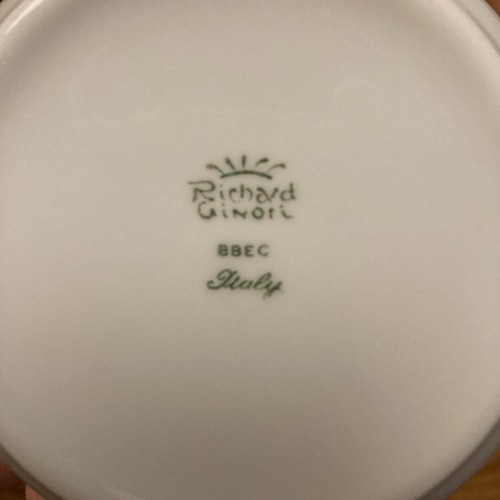 Richard
Ginori
BBEC
Italy